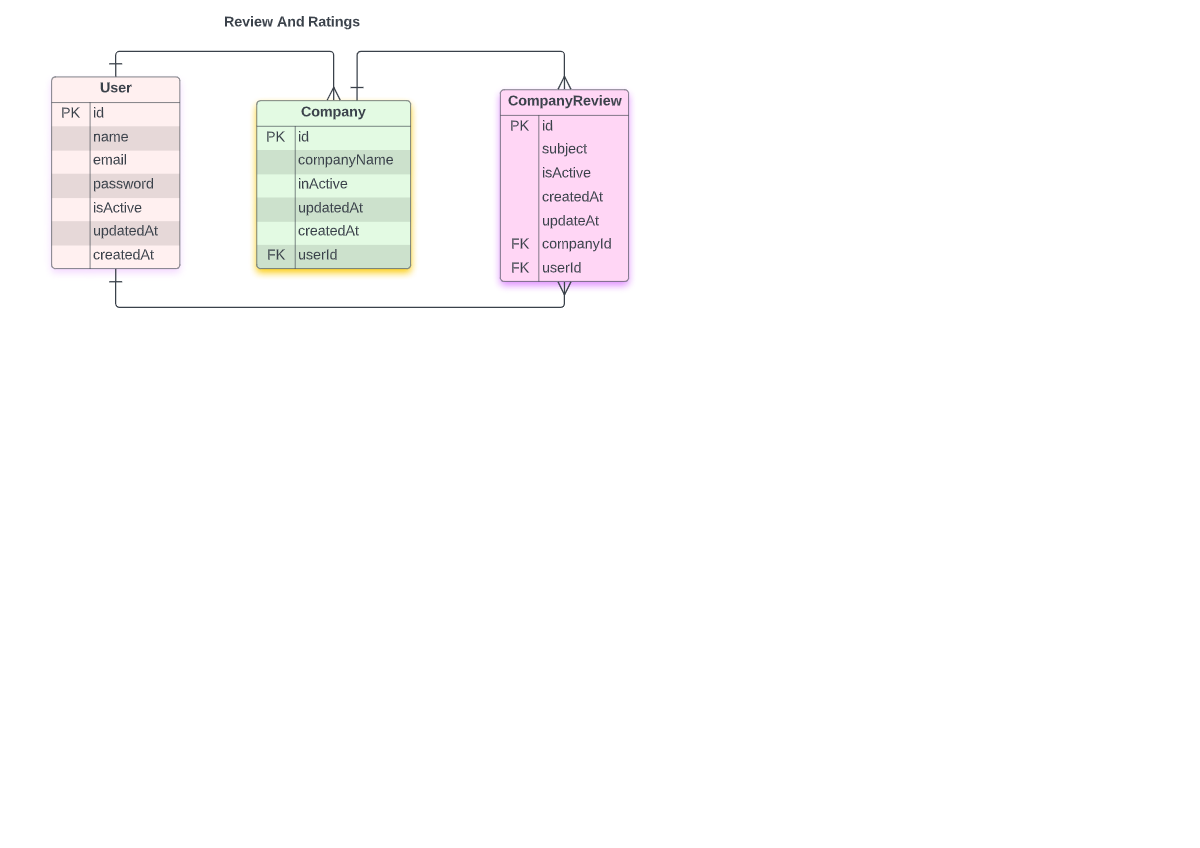 Review And Ratings
User
PK id
name
email
password
isActive
updatedAt
createdAt
Company
PK id
companyName
inActive
updatedAt
createdAt
FK userId
CompanyReview
PK id
subject
isActive
createdAt
updateAt
FK companyId
FK userId